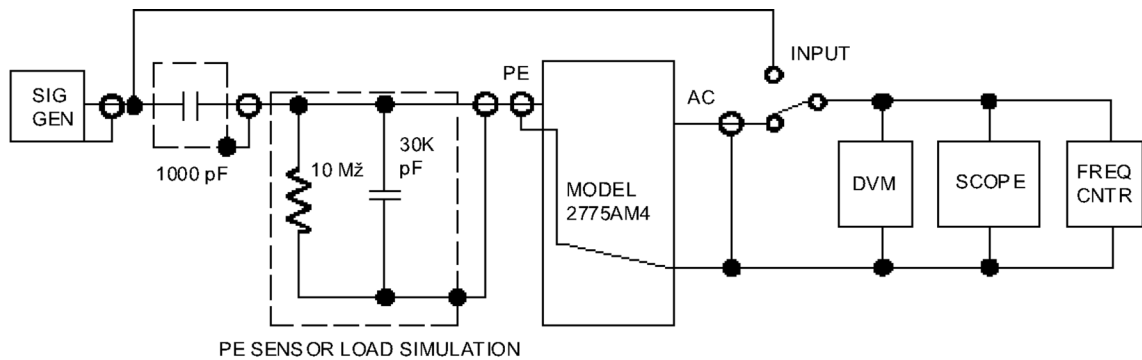 SIG
GEN
1000 pF
10 Mž
30K
pF
PE SENSOR LOAD SIMULATION
PE
MODEL
2775AM4
AC
INPUT
DVM
SCOPE
FREQ
CNTR